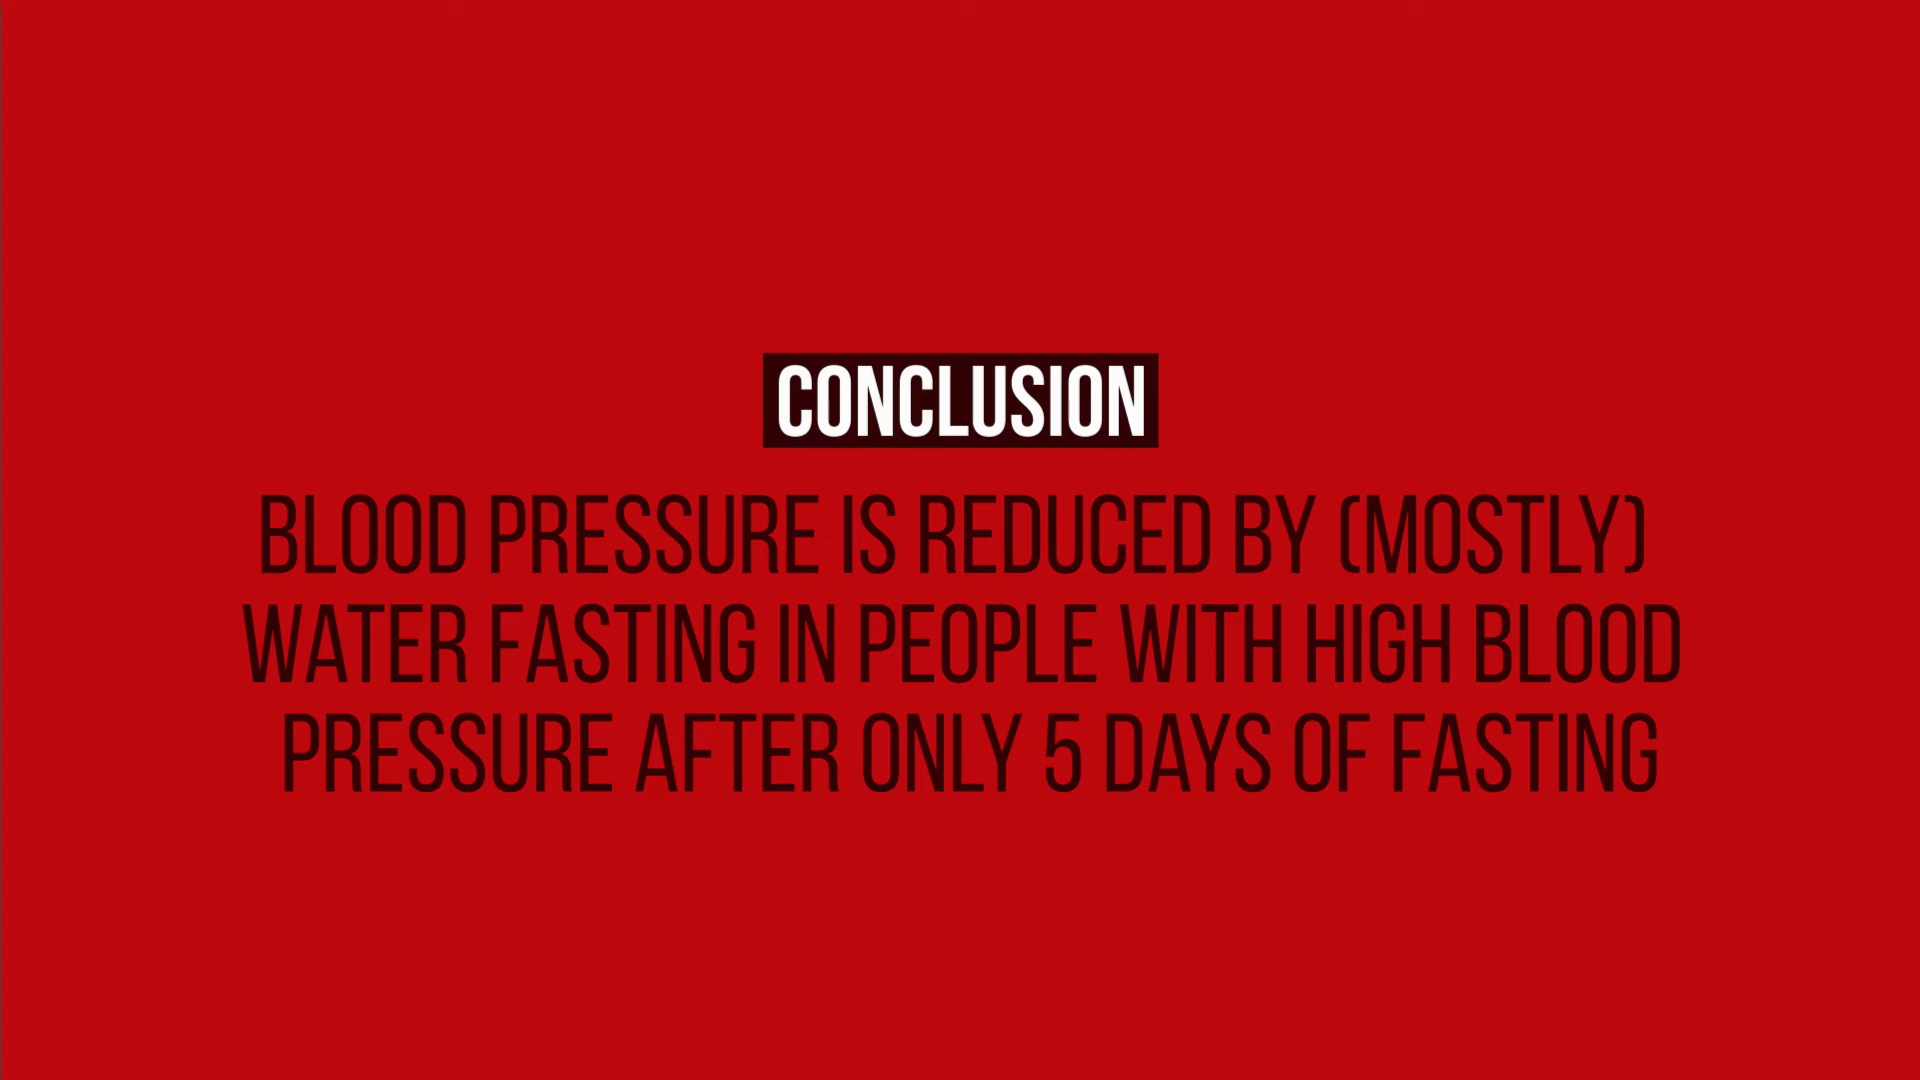 CONCLUSION
BLOOD PRESSURE IS REDUCED BY (MOSTLY)
WATER FASTING IN PEOPLE WITH HIGH BLOOD
PRESSURE AFTER ONLY 5 DAYS OF FASTING